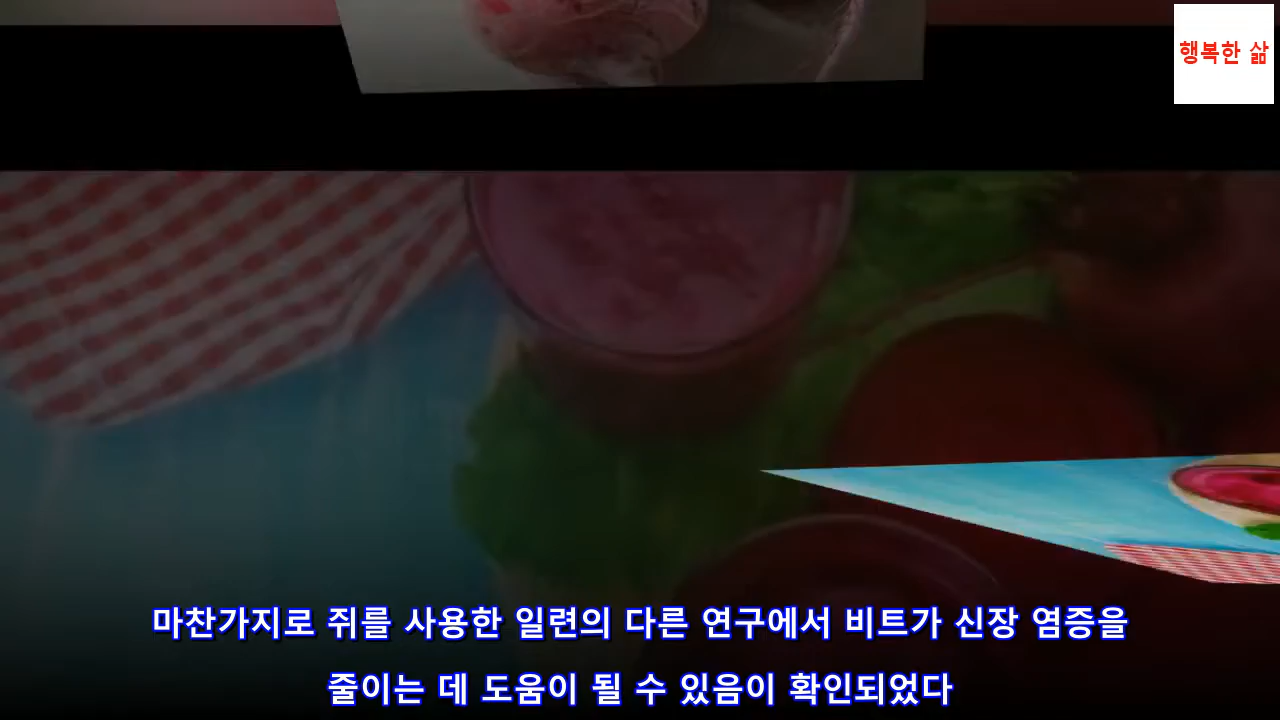 행복한 삶
마찬가지로 쥐를 사용한 일련의 다른 연구에서 비트가 신장 염증을
줄이는 데 도움이 될 수 있음이 확인되었다